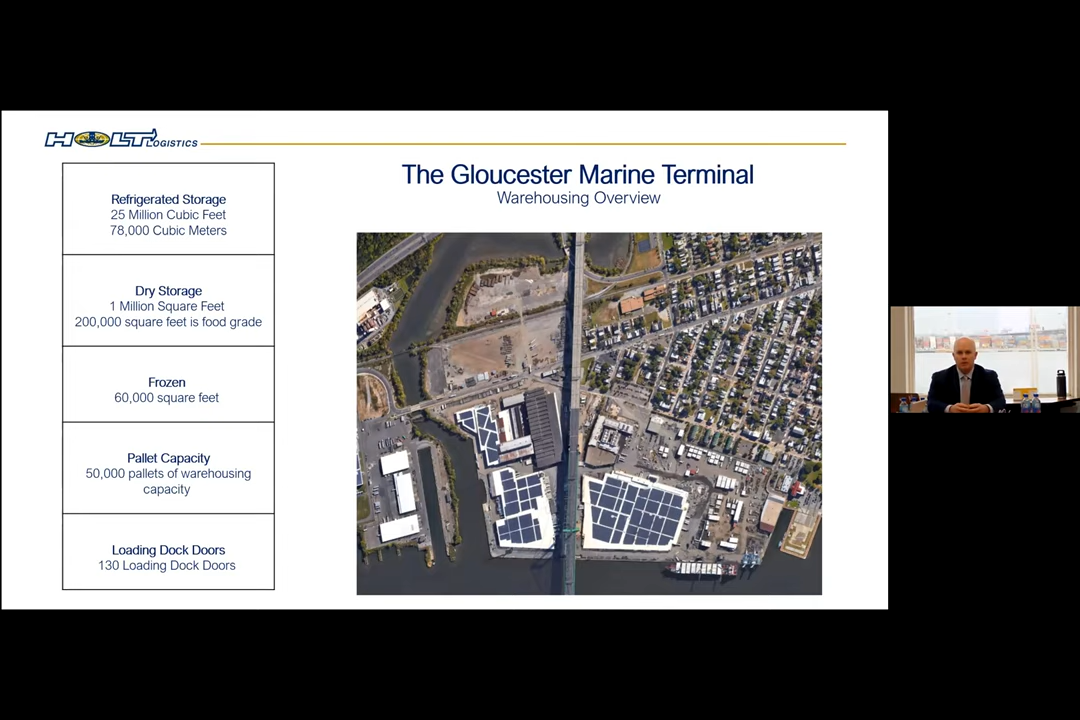 HOLT LOGISTICS
The Gloucester Marine Terminal
Warehousing Overview
Refrigerated Storage
25 Million Cubic Feet
78,000 Cubic Meters
Dry Storage
1 Million Square Feet
200,000 square feet is food grade
Frozen
60,000 square feet
Pallet Capacity
50,000 pallets of warehousing
capacity
Loading Dock Doors
130 Loading Dock Doors